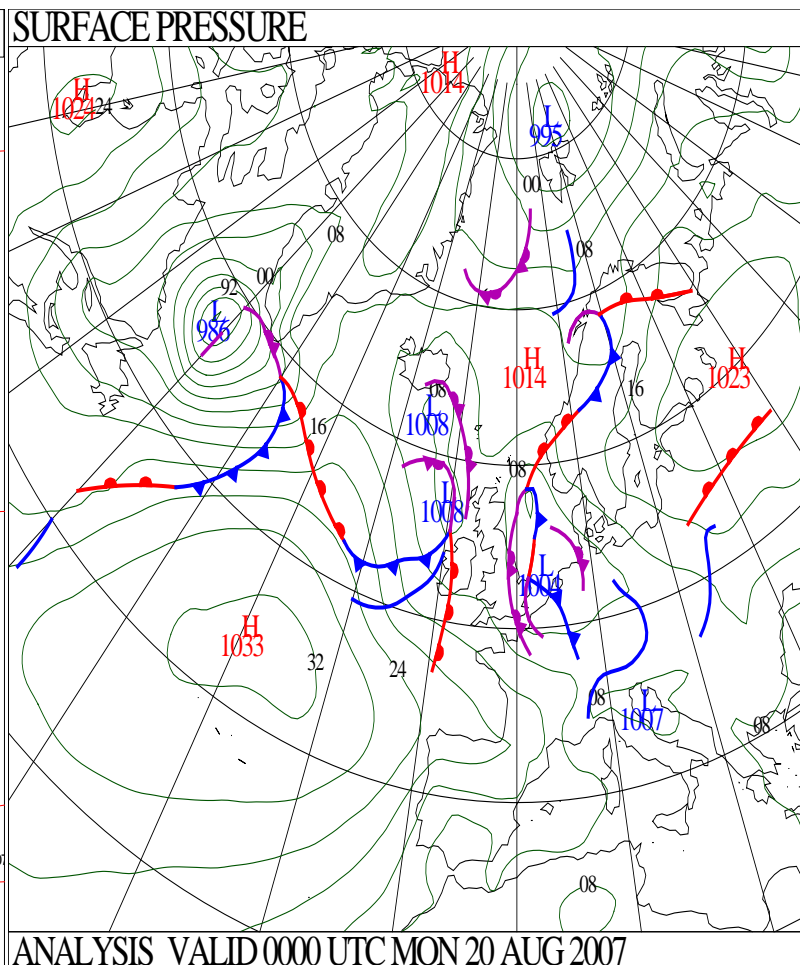 SURFACE PRESSURE
H
1014
H
1024 24
L
995
00
08
08
00
92
L
986
H
1014
H
1023
08
16
L
1008
16
08
L
1008
L
1004
H
1033
32
24
08
L
1007
08
08
ANALYSIS VALID 0000 UTC MON 20 AUG 2007